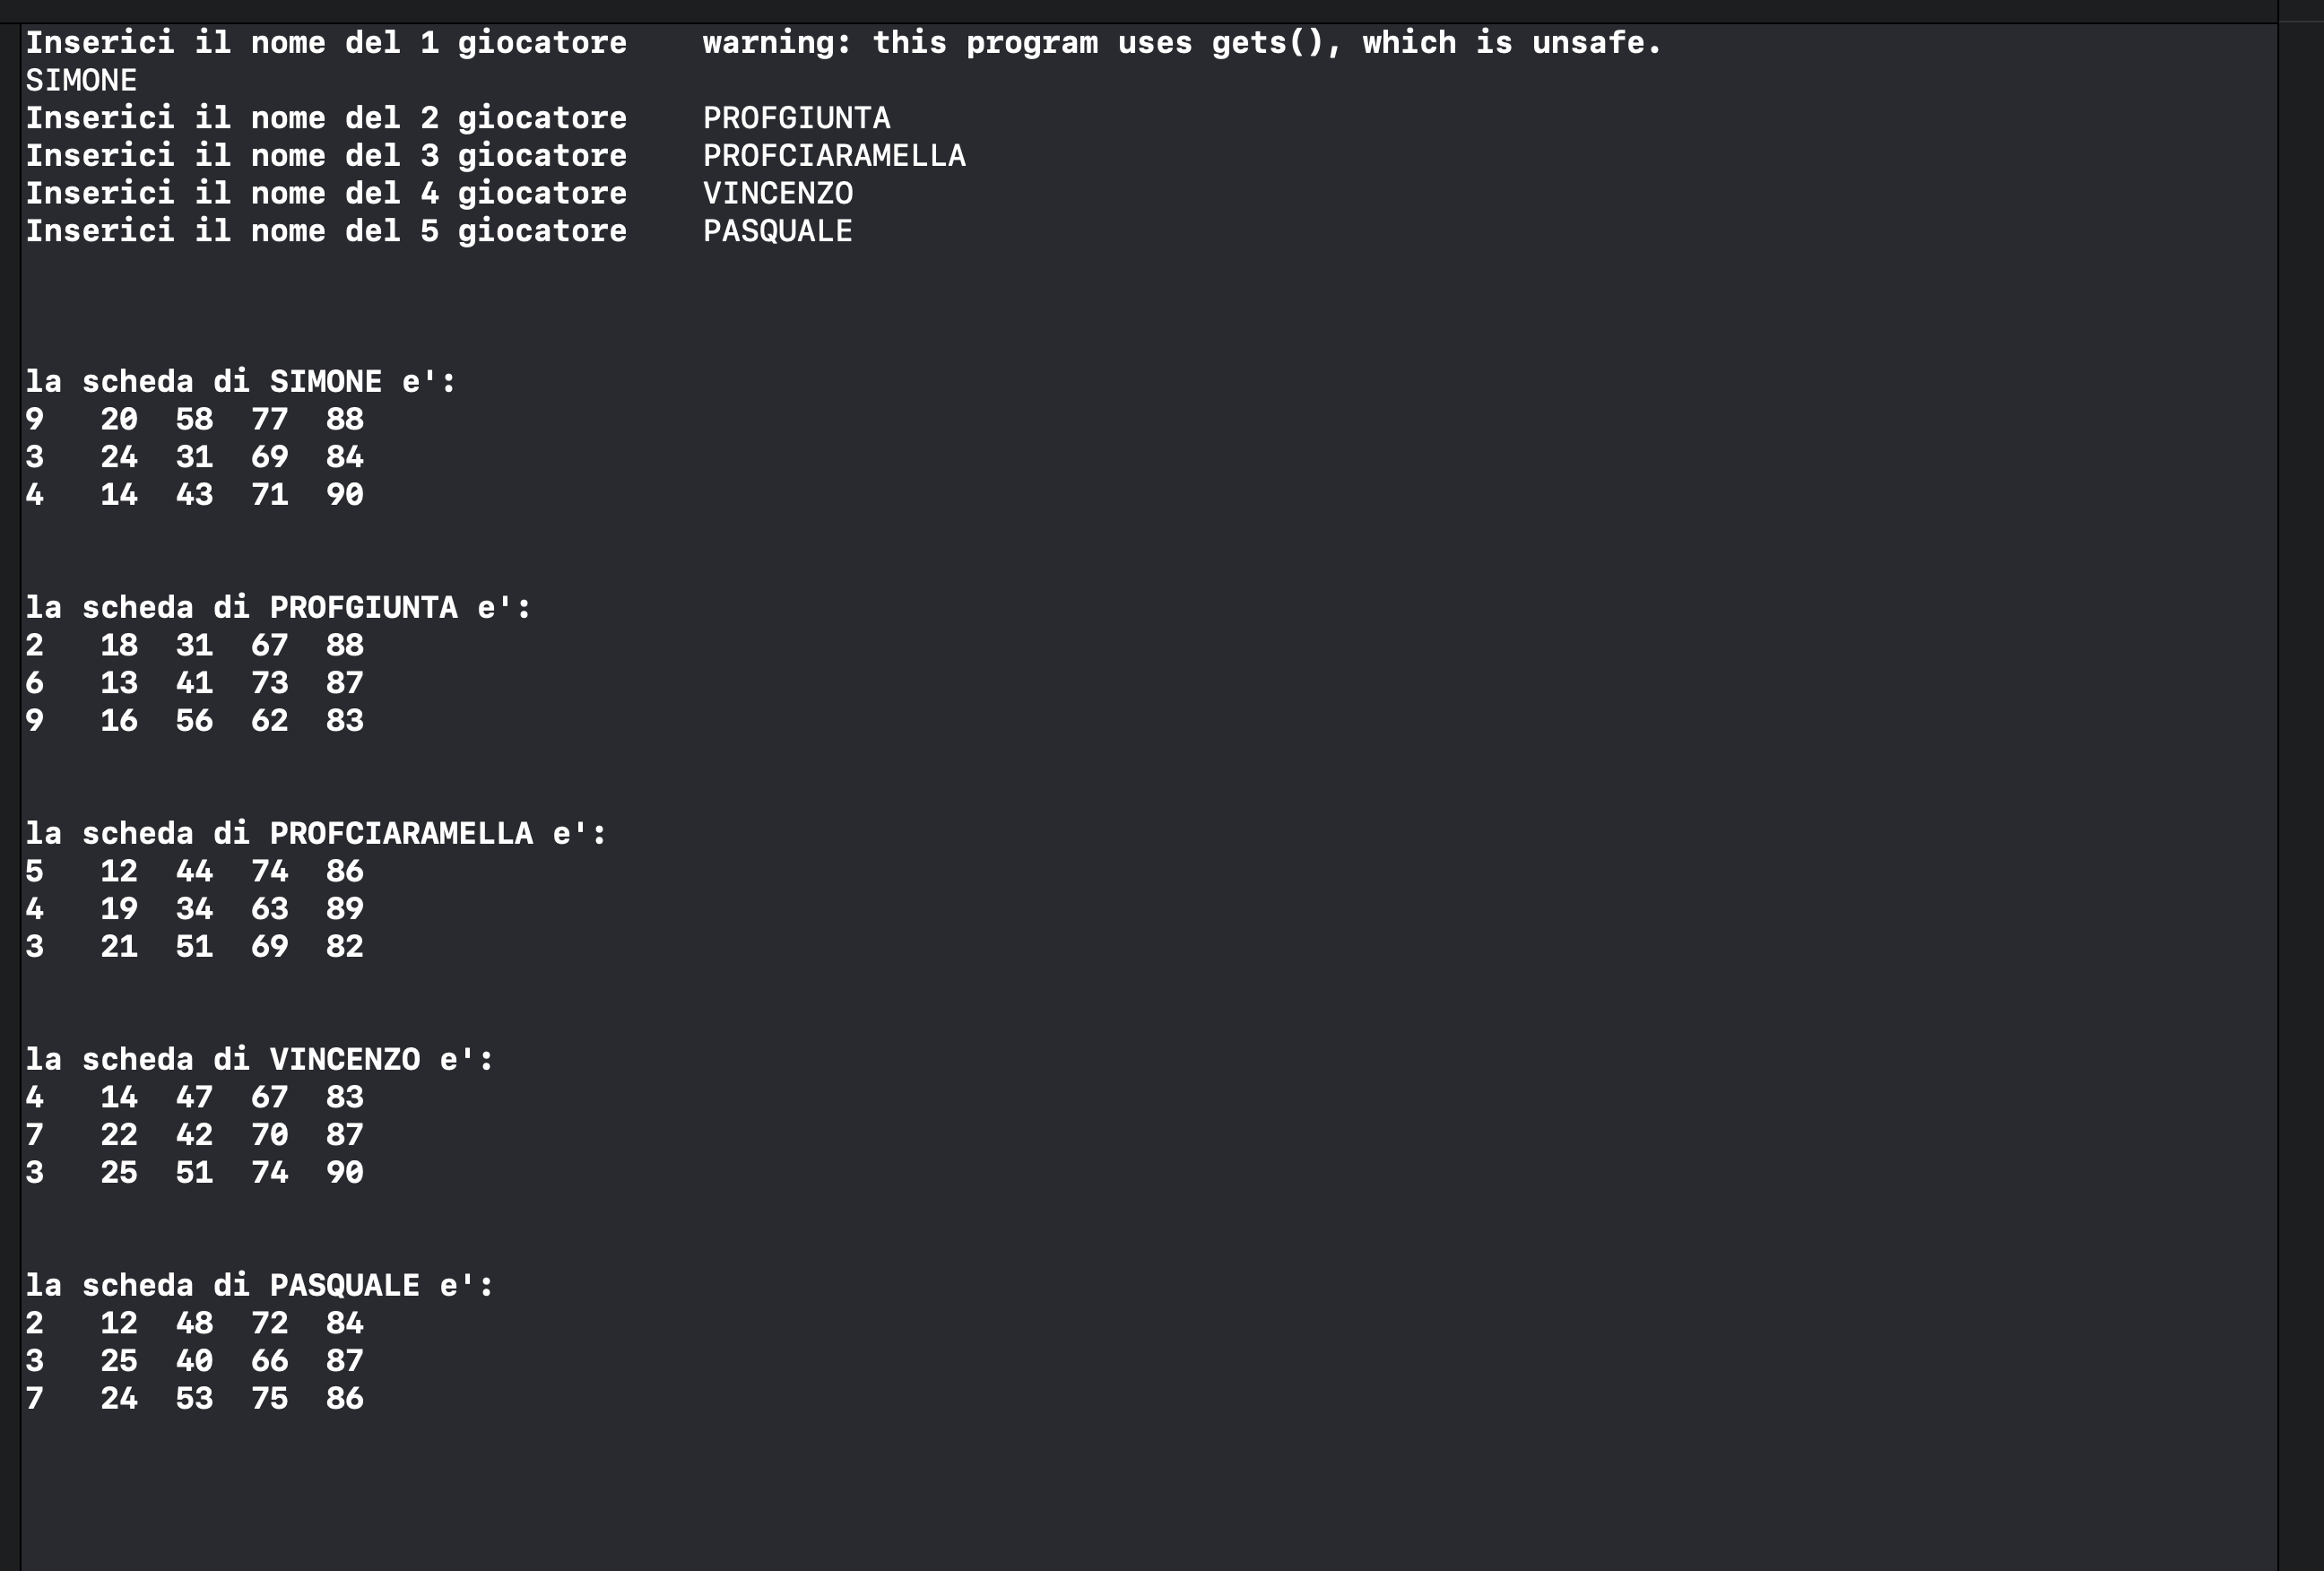 Inserici il nome del 1 giocatore    warning: this program uses gets(), which is unsafe.
SIMONE
Inserici il nome del 2 giocatore    PROFGIUNTA
Inserici il nome del 3 giocatore    PROFCIARAMELLA
Inserici il nome del 4 giocatore    VINCENZO
Inserici il nome del 5 giocatore    PASQUALE
la scheda di SIMONE e':
9   20  58  77  88
3   24  31  69  84
4   14  43  71  90
la scheda di PROFGIUNTA e':
2   18  31  67  88
6   13  41  73  87
9   16  56  62  83
la scheda di PROFCIARAMELLA e':
5   12  44  74  86
4   19  34  63  89
3   21  51  69  82
la scheda di VINCENZO e':
4   14  47  67  83
7   22  42  70  87
3   25  51  74  90
la scheda di PASQUALE e':
2   12  48  72  84
3   25  40  66  87
7   24  53  75  86